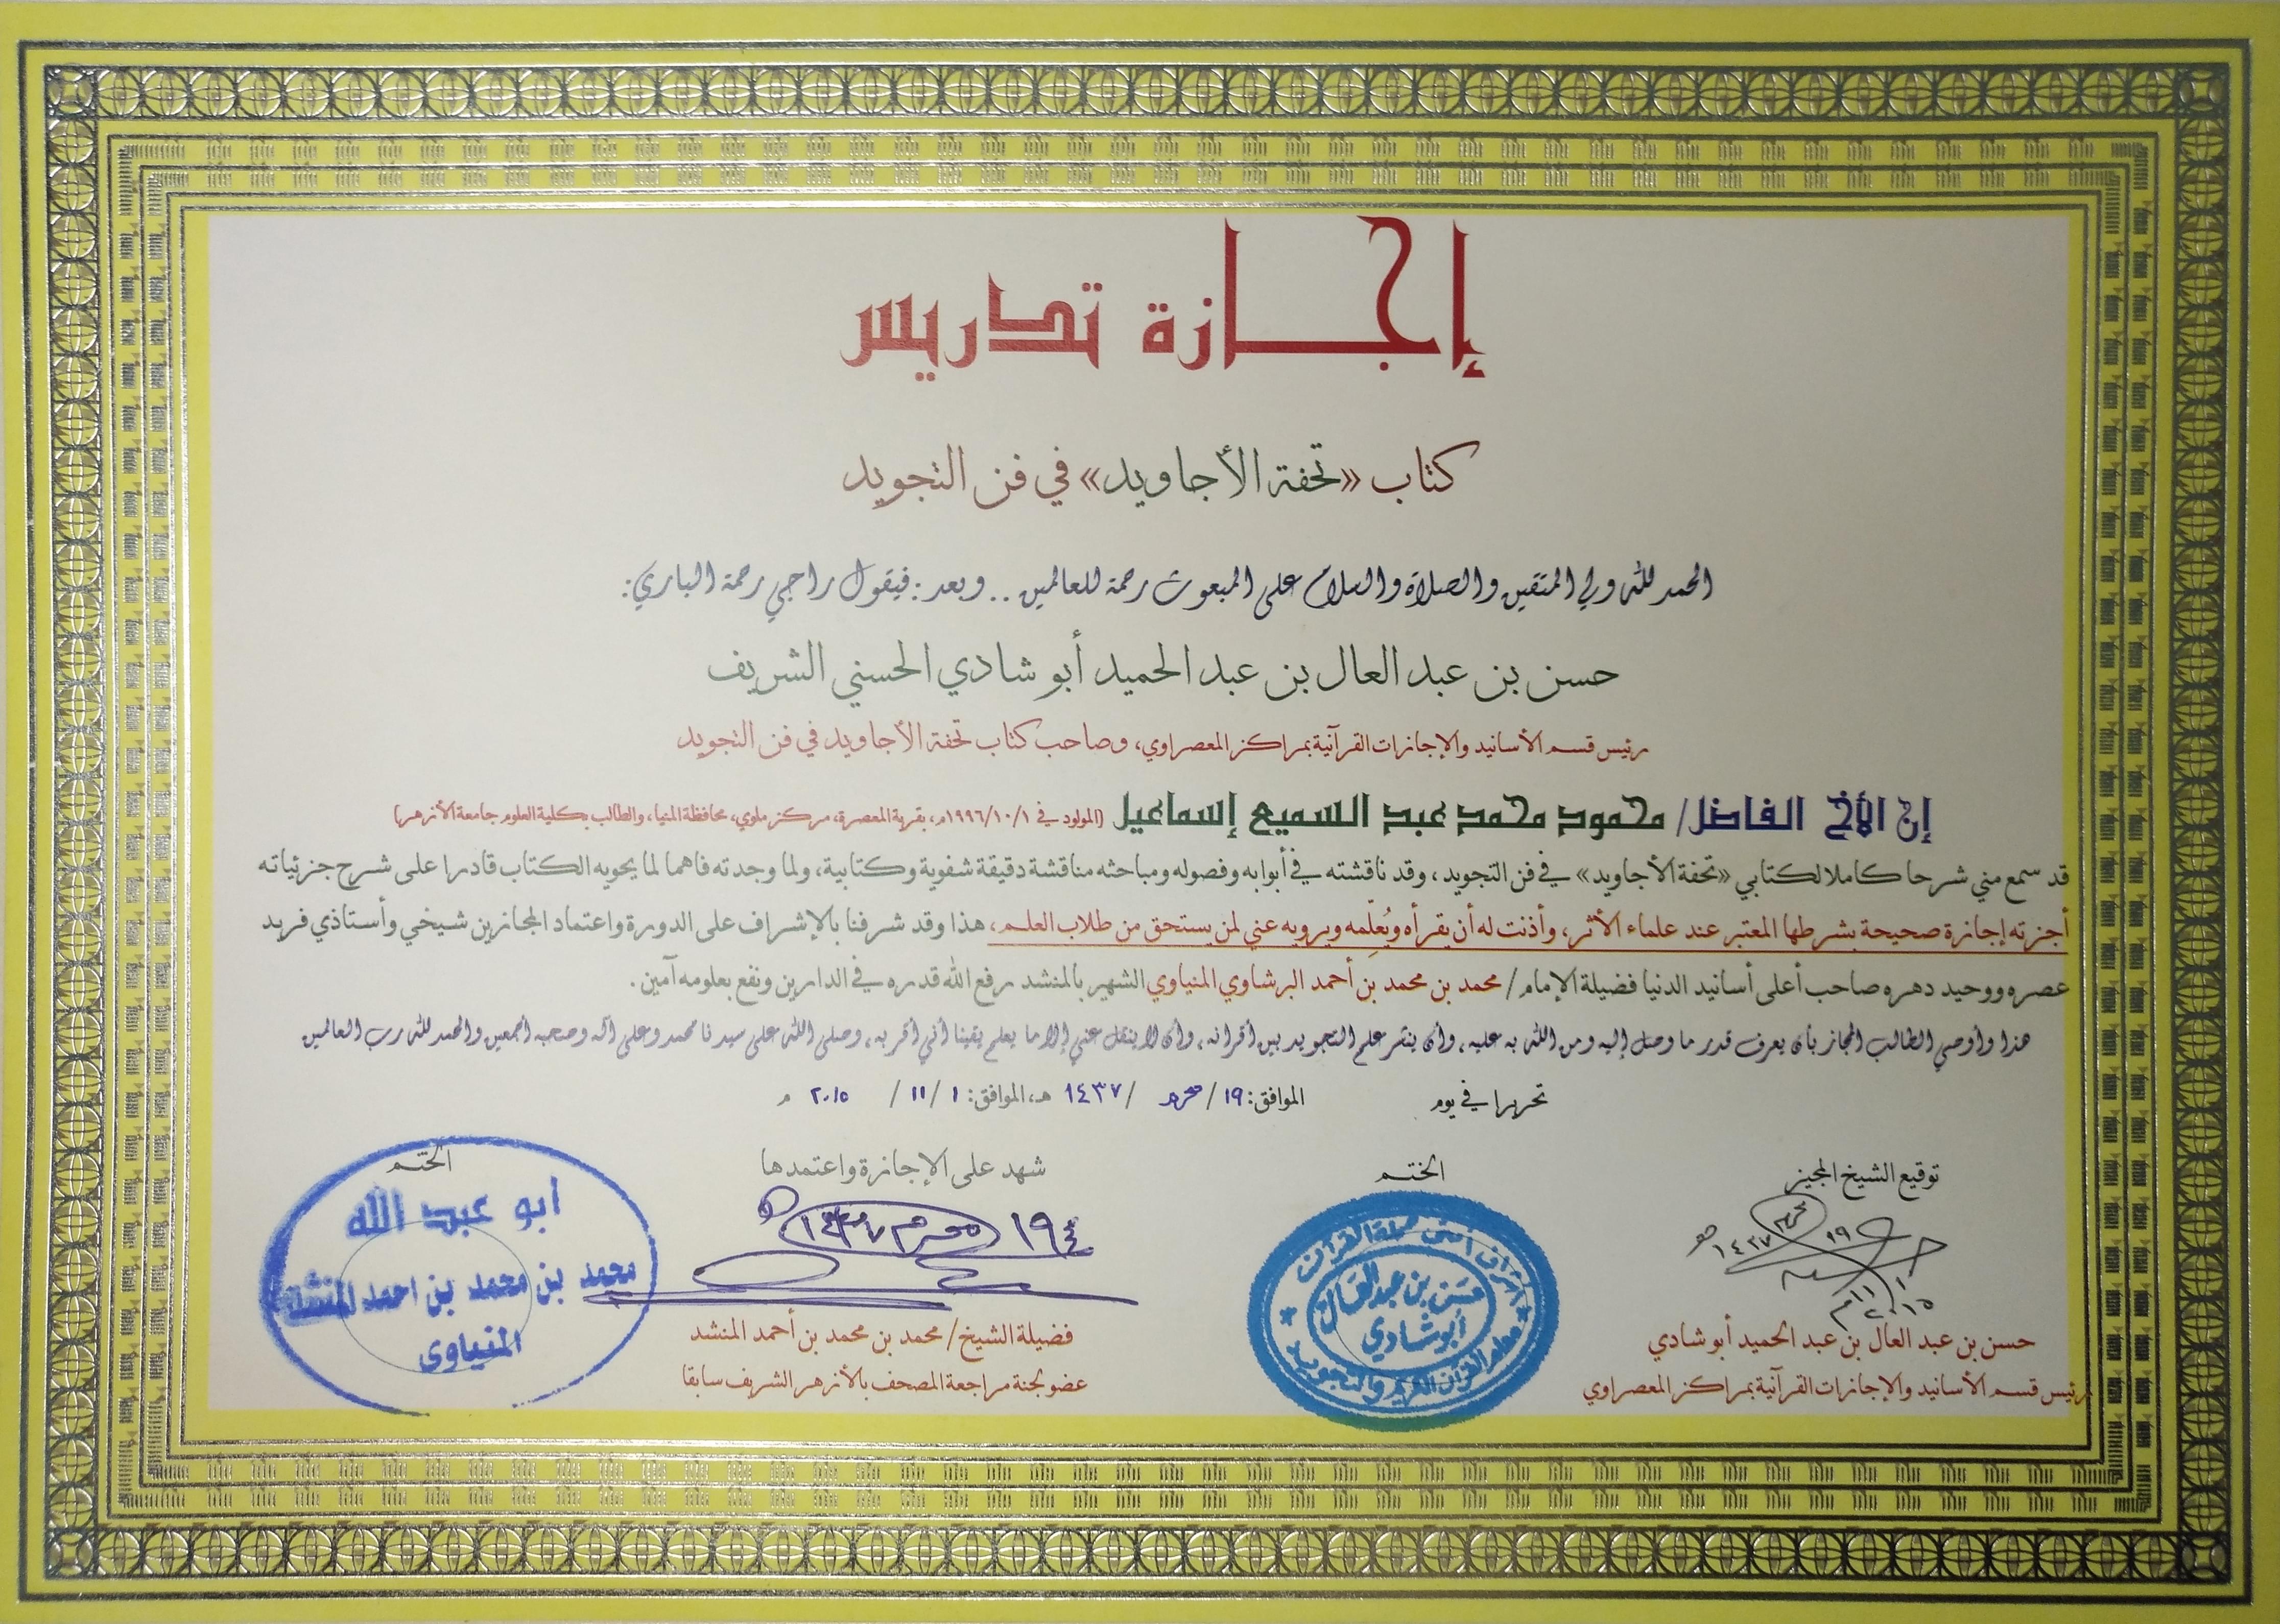 إجازة تدريس
كتاب «تحفة الأجاويد» في فن التجويد
الحمد لله ولي المتقين والصلاة والسلام على المبعوث رحمة للعالمين .. وبعد: فيقول راجي رحمة الباري:
حسن بن عبد العال بن عبد الحميد أبو شادي الحسني الشريف
رئيس قسم الأسانيد والإجازات القرآنية بمراكز المعصراوي، وصاحب كتاب تحفة الأجاويد في فن التجويد
إن الأخ الفاضل/ محمود محمد عبد السميع إسماعيل (المولود في ١٩٩٦/١٠/١م، بقرية المعصرة، مركز ملوي، محافظة المنيا، والطالب بكلية العلوم جامعة الأزهر)
قد سمع مني شرحا كاملا لكتابي «تحفة الأجاويد» في فن التجويد، وقد ناقشته في أبوابه وفصوله ومباحثه مناقشة دقيقة شفوية وكتابية، ولما وجدته فاهما لما يحويه الكتاب قادرا على شرح جزئياته
أجزته إجازة صحيحة بشرطها المعتبر عند علماء الأثر، وأذنت له أن يقرأه ويُعلِّمه ويرويه عني لمن يستحق من طلاب العلم، هذا وقد شرفنا بالإشراف على الدورة واعتماد المجازين شيخي وأستاذي فريد
عصره ووحيد دهره صاحب أعلى أسانيد الدنيا فضيلة الإمام/ محمد بن محمد بن أحمد البرشاوي المنياوي الشهير بالمنشد رفع الله قدره في الدارين ونفع بعلومه آمين.
هذا وأوصي الطالب المجاز بأن يعرف قدر ما وصل إليه ومن الله به عليه، وأن ينشر علم التجويد بين أقرانه، وأن لا ينقل عني إلا ما يعلم يقينا أني أقر به، وصلى الله على سيدنا محمد وعلى آله وصحبه أجمعين والحمد لله رب العالمين
تحريرا في يوم الموافق: ١٩/ محرم / ١٤٣٧ هـ، الموافق: ١ / ١١ / ٢٠١٥ م
توقيع الشيخ المجيز
الختم
شهد على الإجازة واعتمدها
الختم
١٩ محرم ١٤٣٧ هـ
٢٠١٥م
حسن بن عبد العال
أبو شادي
معلم القرآن الكريم والتجويد
١٩ محرم ١٤٣٧
أبو عبد الله
محمد بن محمد بن احمد المنشد
المنياوى
حسن بن عبد العال بن عبد الحميد أبو شادي
رئيس قسم الأسانيد والإجازات القرآنية بمراكز المعصراوي
فضيلة الشيخ/ محمد بن محمد بن أحمد المنشد
عضو لجنة مراجعة المصحف بالأزهر الشريف سابقا